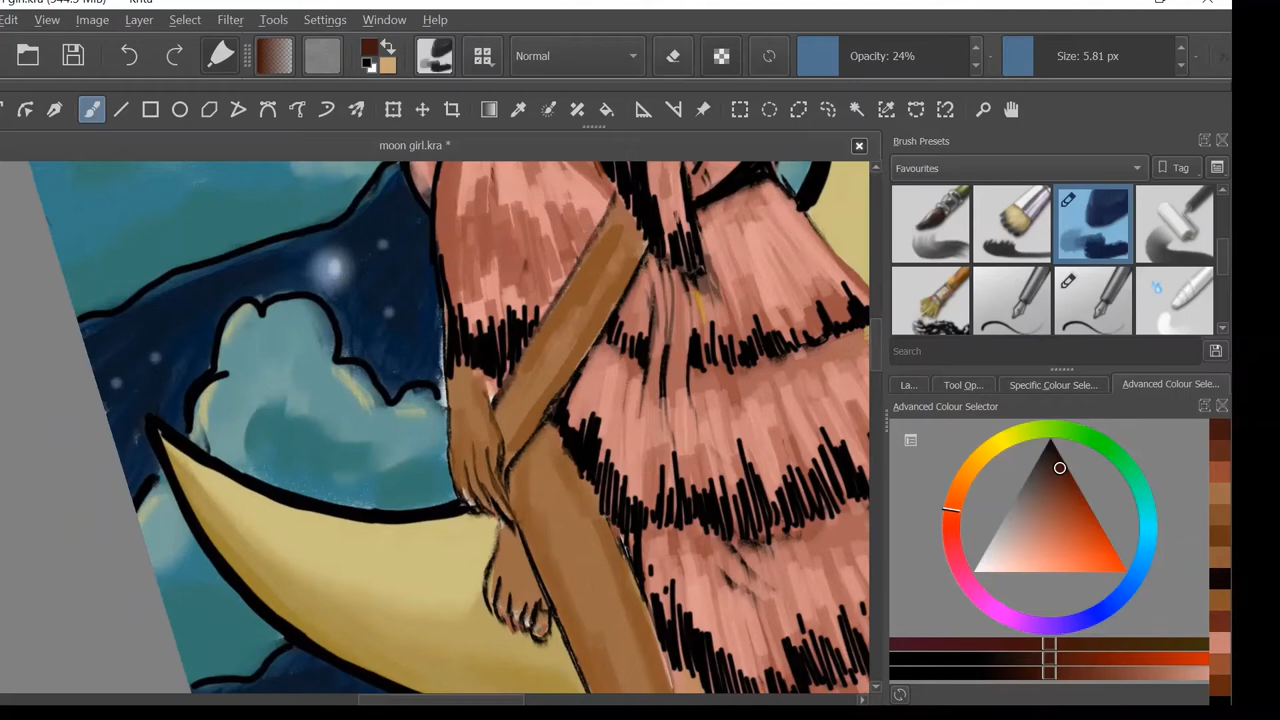 Edit View Image Layer Select Filter Tools Settings Window Help
Normal Opacity: 24% Size: 5.81 px
moon girl.kra *
Brush Presets
Favourites Tag
Search
La... Tool Op... Specific Colour Sele... Advanced Colour Selec...
Advanced Colour Selector